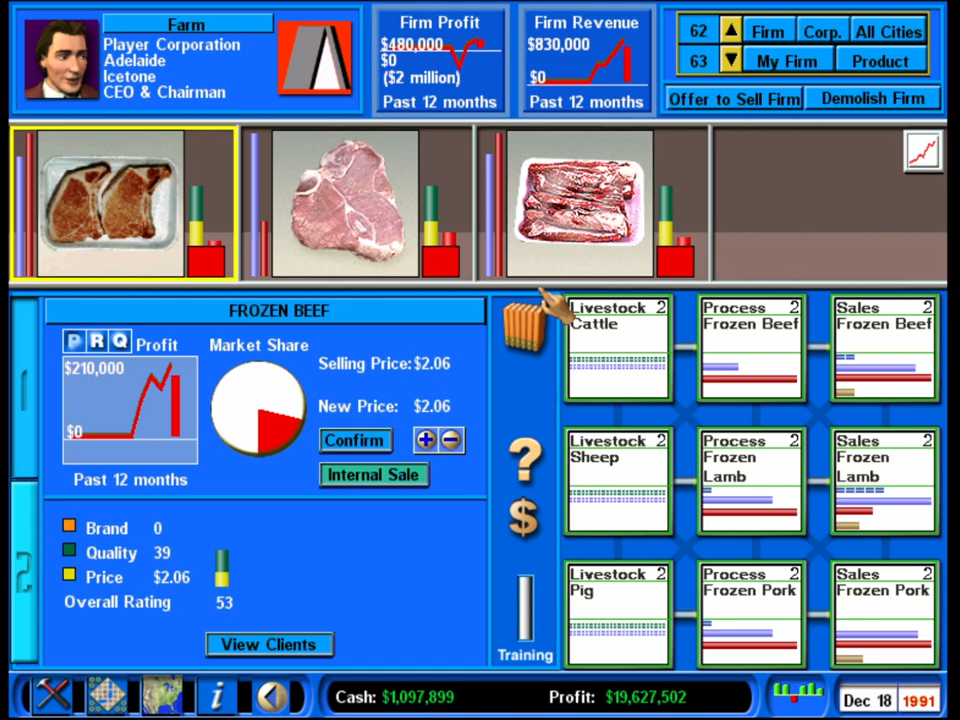 Farm
Player Corporation
Adelaide
Icetone
CEO & Chairman
Firm Profit
$480,000
$0
($2 million)
Past 12 months
Firm Revenue
$830,000
$0
Past 12 months
62 Firm Corp. All Cities
63 My Firm Product
Offer to Sell Firm Demolish Firm
1
2
FROZEN BEEF
P R Q Profit
$210,000
$0
Past 12 months
Market Share
Selling Price: $2.06
New Price: $2.06
Confirm
Internal Sale
Brand 0
Quality 39
Price $2.06
Overall Rating 53
View Clients
?
$
Training
Livestock 2
Cattle
Process 2
Frozen Beef
Sales 2
Frozen Beef
Livestock 2
Sheep
Process 2
Frozen
Lamb
Sales 2
Frozen
Lamb
Livestock 2
Pig
Process 2
Frozen Pork
Sales 2
Frozen Pork
i
Cash: $1,097,899 Profit: $19,627,502
Dec 18 1991